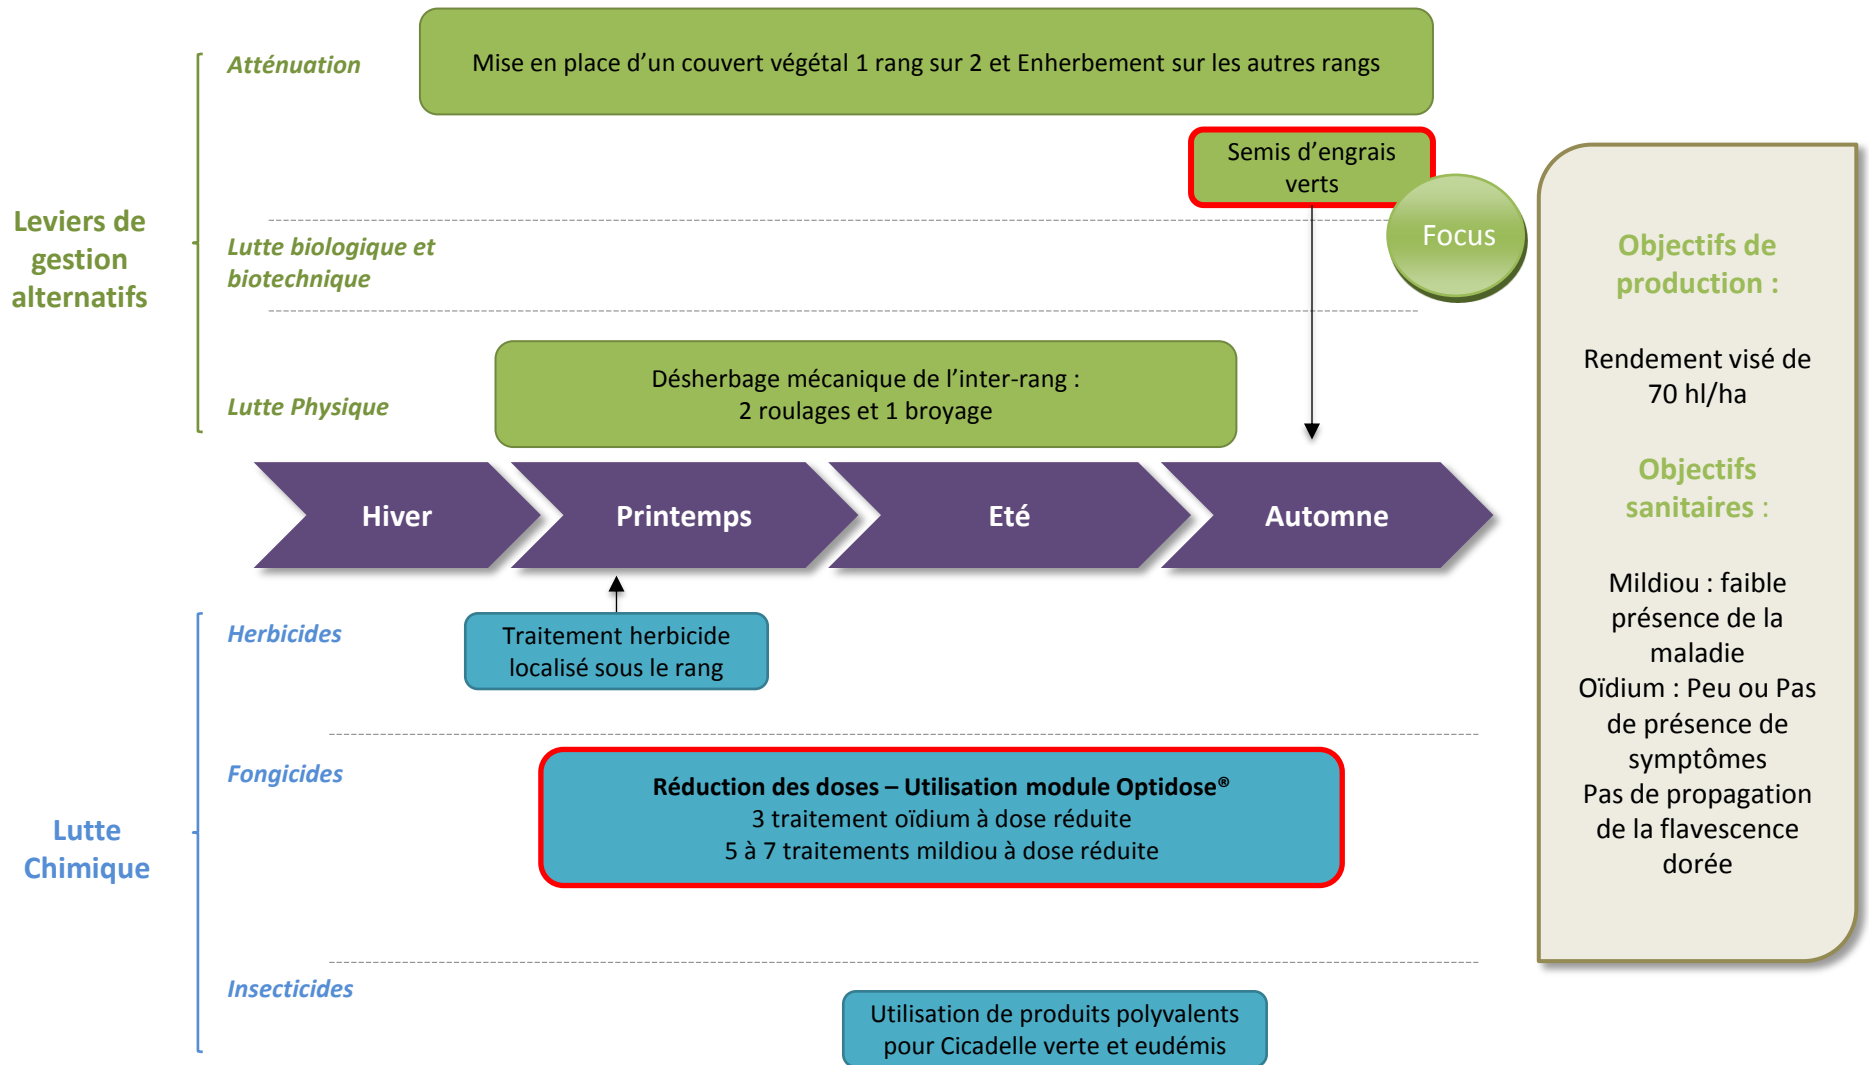 Atténuation
Mise en place d’un couvert végétal 1 rang sur 2 et Enherbement sur les autres rangs
Semis d’engrais
verts
Focus
Leviers de
gestion
alternatifs
Lutte biologique et
biotechnique
Lutte Physique
Désherbage mécanique de l’inter-rang :
2 roulages et 1 broyage
Hiver
Printemps
Eté
Automne
Herbicides
Traitement herbicide
localisé sous le rang
Fongicides
Réduction des doses – Utilisation module Optidose®
3 traitement oïdium à dose réduite
5 à 7 traitements mildiou à dose réduite
Lutte
Chimique
Insecticides
Utilisation de produits polyvalents
pour Cicadelle verte et eudémis
Objectifs de
production :
Rendement visé de
70 hl/ha
Objectifs
sanitaires :
Mildiou : faible
présence de la
maladie
Oïdium : Peu ou Pas
de présence de
symptômes
Pas de propagation
de la flavescence
dorée